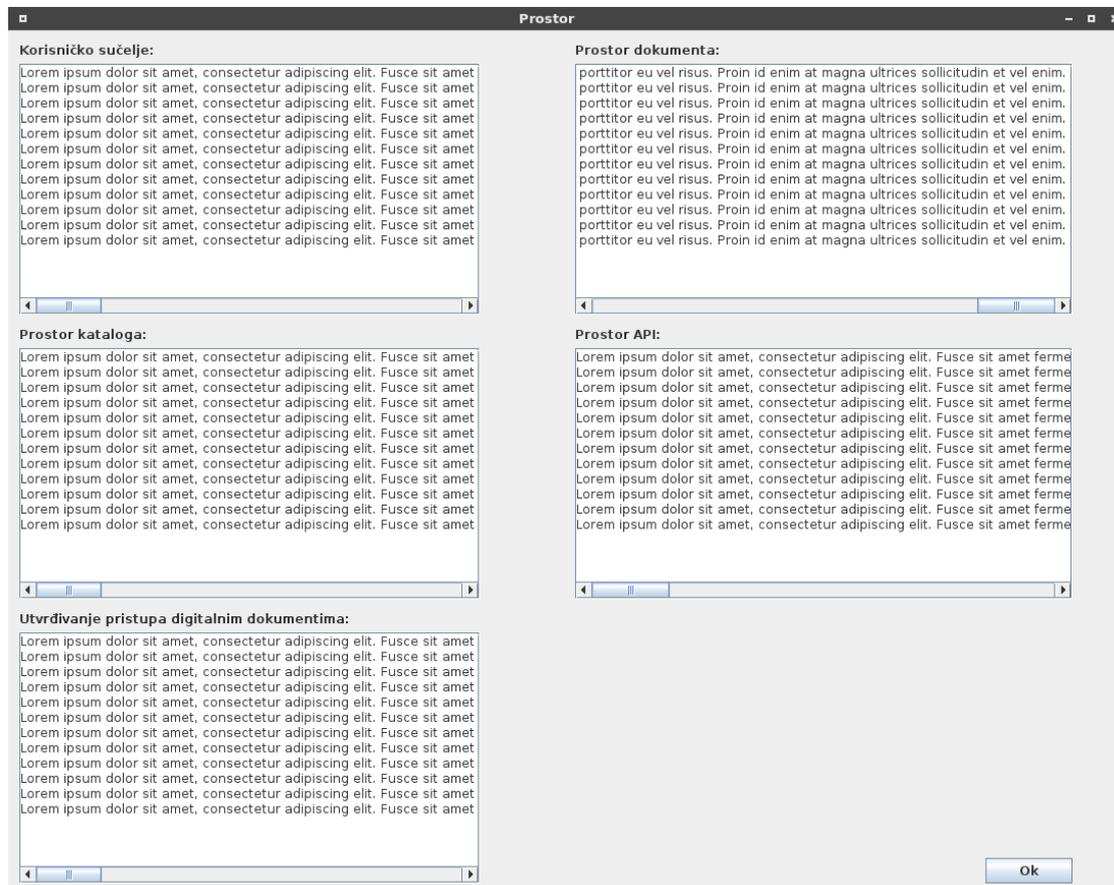 Prostor
Korisničko sučelje:
Lorem ipsum dolor sit amet, consectetur adipiscing elit. Fusce sit amet
Lorem ipsum dolor sit amet, consectetur adipiscing elit. Fusce sit amet
Lorem ipsum dolor sit amet, consectetur adipiscing elit. Fusce sit amet
Lorem ipsum dolor sit amet, consectetur adipiscing elit. Fusce sit amet
Lorem ipsum dolor sit amet, consectetur adipiscing elit. Fusce sit amet
Lorem ipsum dolor sit amet, consectetur adipiscing elit. Fusce sit amet
Lorem ipsum dolor sit amet, consectetur adipiscing elit. Fusce sit amet
Lorem ipsum dolor sit amet, consectetur adipiscing elit. Fusce sit amet
Lorem ipsum dolor sit amet, consectetur adipiscing elit. Fusce sit amet
Lorem ipsum dolor sit amet, consectetur adipiscing elit. Fusce sit amet
Lorem ipsum dolor sit amet, consectetur adipiscing elit. Fusce sit amet
Lorem ipsum dolor sit amet, consectetur adipiscing elit. Fusce sit amet
Prostor dokumenta:
porttitor eu vel risus. Proin id enim at magna ultrices sollicitudin et vel enim.
porttitor eu vel risus. Proin id enim at magna ultrices sollicitudin et vel enim.
porttitor eu vel risus. Proin id enim at magna ultrices sollicitudin et vel enim.
porttitor eu vel risus. Proin id enim at magna ultrices sollicitudin et vel enim.
porttitor eu vel risus. Proin id enim at magna ultrices sollicitudin et vel enim.
porttitor eu vel risus. Proin id enim at magna ultrices sollicitudin et vel enim.
porttitor eu vel risus. Proin id enim at magna ultrices sollicitudin et vel enim.
porttitor eu vel risus. Proin id enim at magna ultrices sollicitudin et vel enim.
porttitor eu vel risus. Proin id enim at magna ultrices sollicitudin et vel enim.
porttitor eu vel risus. Proin id enim at magna ultrices sollicitudin et vel enim.
porttitor eu vel risus. Proin id enim at magna ultrices sollicitudin et vel enim.
porttitor eu vel risus. Proin id enim at magna ultrices sollicitudin et vel enim.
Prostor kataloga:
Lorem ipsum dolor sit amet, consectetur adipiscing elit. Fusce sit amet
Lorem ipsum dolor sit amet, consectetur adipiscing elit. Fusce sit amet
Lorem ipsum dolor sit amet, consectetur adipiscing elit. Fusce sit amet
Lorem ipsum dolor sit amet, consectetur adipiscing elit. Fusce sit amet
Lorem ipsum dolor sit amet, consectetur adipiscing elit. Fusce sit amet
Lorem ipsum dolor sit amet, consectetur adipiscing elit. Fusce sit amet
Lorem ipsum dolor sit amet, consectetur adipiscing elit. Fusce sit amet
Lorem ipsum dolor sit amet, consectetur adipiscing elit. Fusce sit amet
Lorem ipsum dolor sit amet, consectetur adipiscing elit. Fusce sit amet
Lorem ipsum dolor sit amet, consectetur adipiscing elit. Fusce sit amet
Lorem ipsum dolor sit amet, consectetur adipiscing elit. Fusce sit amet
Lorem ipsum dolor sit amet, consectetur adipiscing elit. Fusce sit amet
Prostor API:
Lorem ipsum dolor sit amet, consectetur adipiscing elit. Fusce sit amet ferme
Lorem ipsum dolor sit amet, consectetur adipiscing elit. Fusce sit amet ferme
Lorem ipsum dolor sit amet, consectetur adipiscing elit. Fusce sit amet ferme
Lorem ipsum dolor sit amet, consectetur adipiscing elit. Fusce sit amet ferme
Lorem ipsum dolor sit amet, consectetur adipiscing elit. Fusce sit amet ferme
Lorem ipsum dolor sit amet, consectetur adipiscing elit. Fusce sit amet ferme
Lorem ipsum dolor sit amet, consectetur adipiscing elit. Fusce sit amet ferme
Lorem ipsum dolor sit amet, consectetur adipiscing elit. Fusce sit amet ferme
Lorem ipsum dolor sit amet, consectetur adipiscing elit. Fusce sit amet ferme
Lorem ipsum dolor sit amet, consectetur adipiscing elit. Fusce sit amet ferme
Lorem ipsum dolor sit amet, consectetur adipiscing elit. Fusce sit amet ferme
Lorem ipsum dolor sit amet, consectetur adipiscing elit. Fusce sit amet ferme
Utvrđivanje pristupa digitalnim dokumentima:
Lorem ipsum dolor sit amet, consectetur adipiscing elit. Fusce sit amet
Lorem ipsum dolor sit amet, consectetur adipiscing elit. Fusce sit amet
Lorem ipsum dolor sit amet, consectetur adipiscing elit. Fusce sit amet
Lorem ipsum dolor sit amet, consectetur adipiscing elit. Fusce sit amet
Lorem ipsum dolor sit amet, consectetur adipiscing elit. Fusce sit amet
Lorem ipsum dolor sit amet, consectetur adipiscing elit. Fusce sit amet
Lorem ipsum dolor sit amet, consectetur adipiscing elit. Fusce sit amet
Lorem ipsum dolor sit amet, consectetur adipiscing elit. Fusce sit amet
Lorem ipsum dolor sit amet, consectetur adipiscing elit. Fusce sit amet
Lorem ipsum dolor sit amet, consectetur adipiscing elit. Fusce sit amet
Lorem ipsum dolor sit amet, consectetur adipiscing elit. Fusce sit amet
Lorem ipsum dolor sit amet, consectetur adipiscing elit. Fusce sit amet
Ok